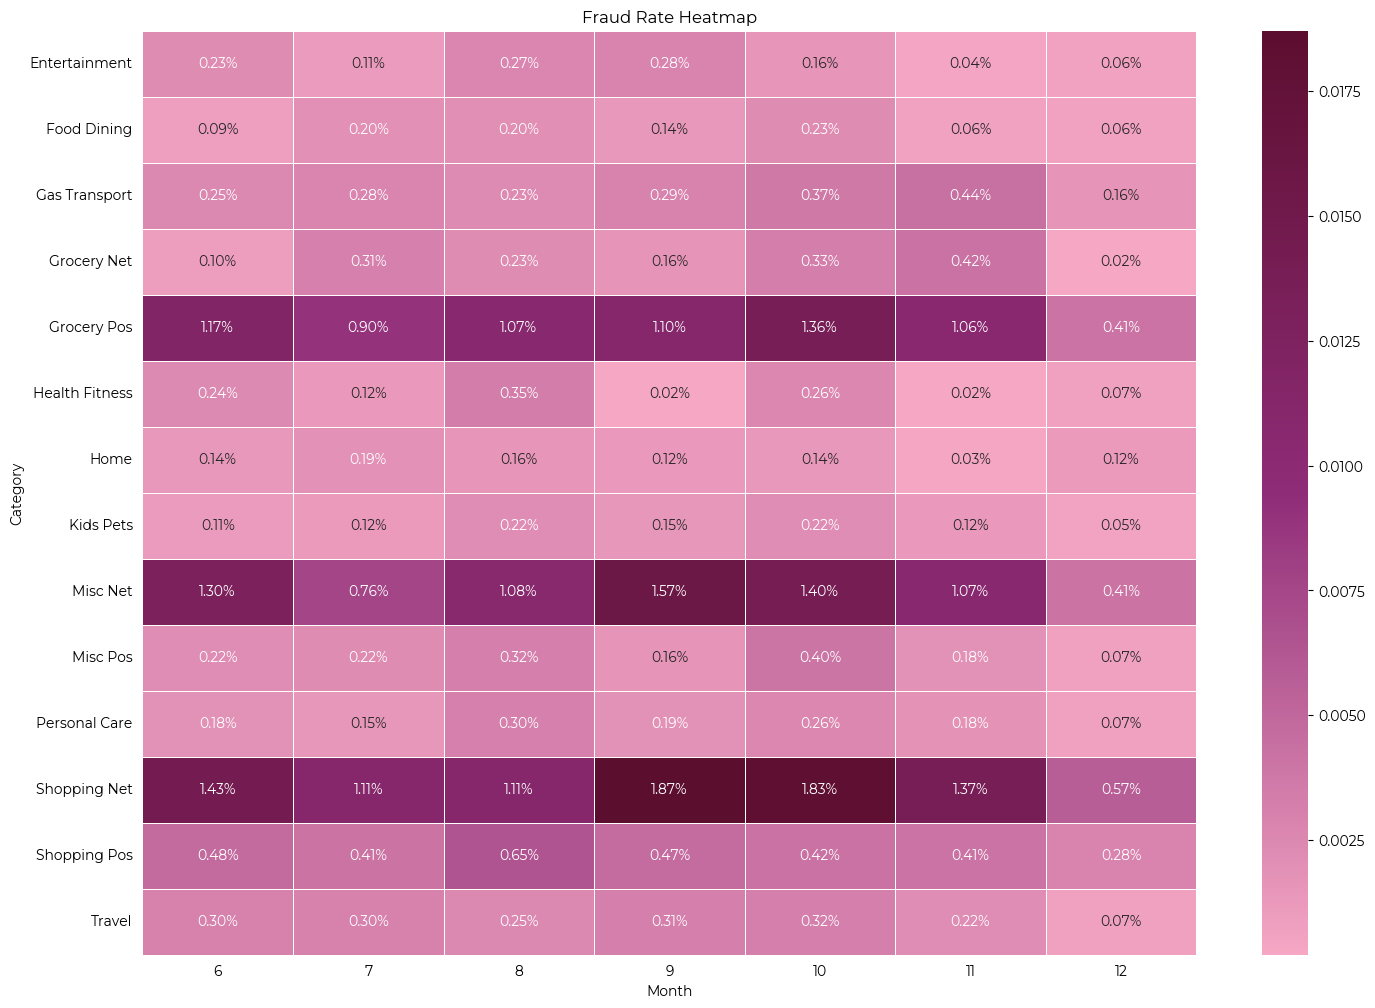 Fraud Rate Heatmap
Entertainment 0.23% 0.11% 0.27% 0.28% 0.16% 0.04% 0.06%
Food Dining 0.09% 0.20% 0.20% 0.14% 0.23% 0.06% 0.06%
Gas Transport 0.25% 0.28% 0.23% 0.29% 0.37% 0.44% 0.16%
Grocery Net 0.10% 0.31% 0.23% 0.16% 0.33% 0.42% 0.02%
Grocery Pos 1.17% 0.90% 1.07% 1.10% 1.36% 1.06% 0.41%
Health Fitness 0.24% 0.12% 0.35% 0.02% 0.26% 0.02% 0.07%
Home 0.14% 0.19% 0.16% 0.12% 0.14% 0.03% 0.12%
Kids Pets 0.11% 0.12% 0.22% 0.15% 0.22% 0.12% 0.05%
Misc Net 1.30% 0.76% 1.08% 1.57% 1.40% 1.07% 0.41%
Misc Pos 0.22% 0.22% 0.32% 0.16% 0.40% 0.18% 0.07%
Personal Care 0.18% 0.15% 0.30% 0.19% 0.26% 0.18% 0.07%
Shopping Net 1.43% 1.11% 1.11% 1.87% 1.83% 1.37% 0.57%
Shopping Pos 0.48% 0.41% 0.65% 0.47% 0.42% 0.41% 0.28%
Travel 0.30% 0.30% 0.25% 0.31% 0.32% 0.22% 0.07%
6 7 8 9 10 11 12
Month
Category
0.0175
0.0150
0.0125
0.0100
0.0075
0.0050
0.0025